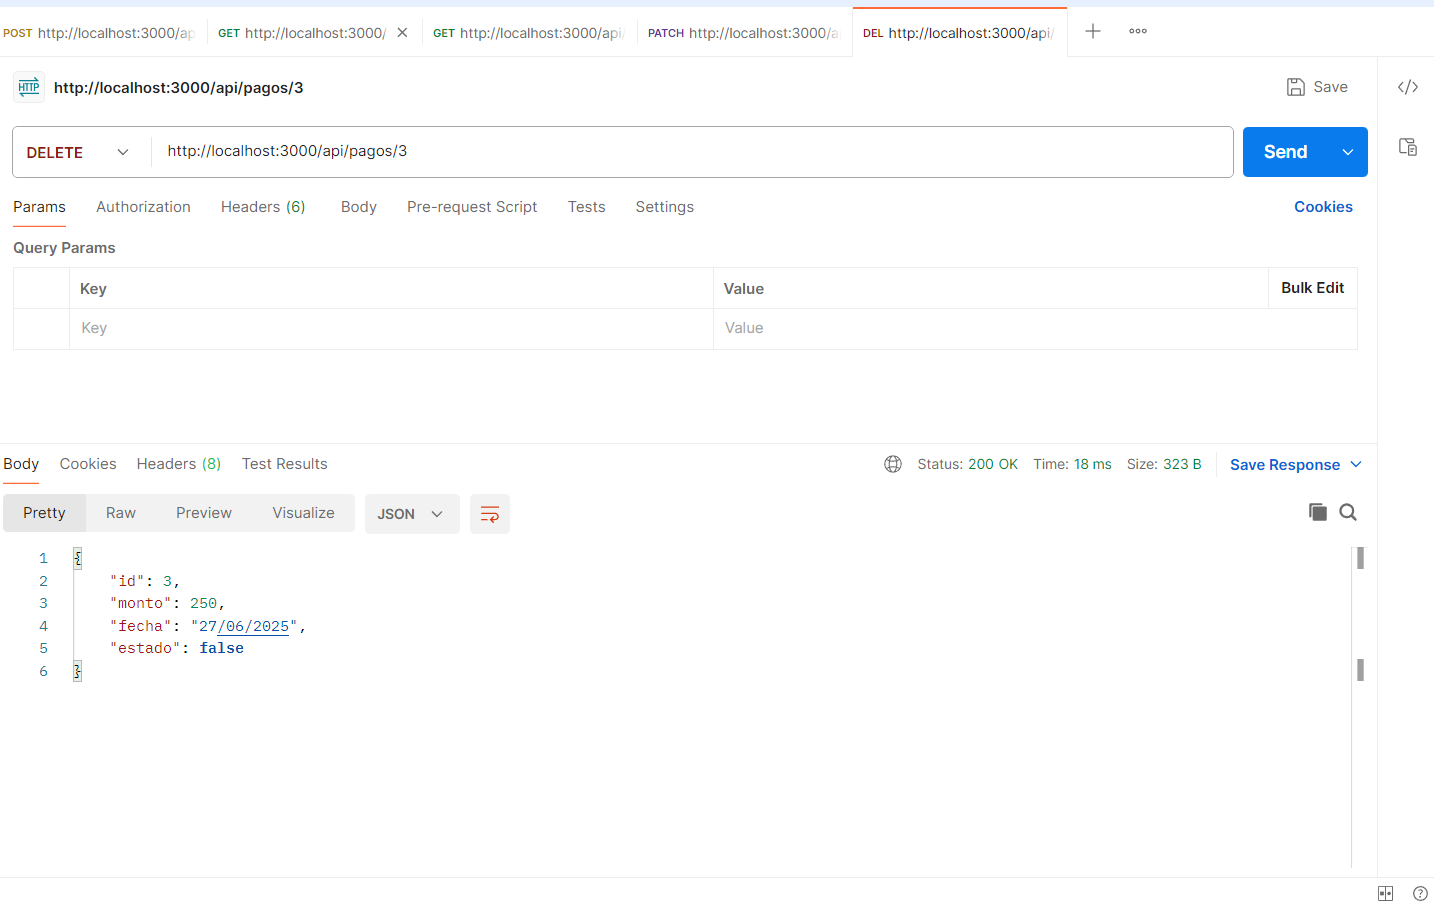 POST http://localhost:3000/ap GET http://localhost:3000/ GET http://localhost:3000/api/ PATCH http://localhost:3000/a DEL http://localhost:3000/api/
HTTP http://localhost:3000/api/pagos/3 Save
DELETE http://localhost:3000/api/pagos/3 Send
Params Authorization Headers (6) Body Pre-request Script Tests Settings Cookies
Query Params
Key Value Bulk Edit
Key Value
Body Cookies Headers (8) Test Results Status: 200 OK Time: 18 ms Size: 323 B Save Response
Pretty Raw Preview Visualize JSON
1 {
2 "id": 3,
3 "monto": 250,
4 "fecha": "27/06/2025",
5 "estado": false
6 }